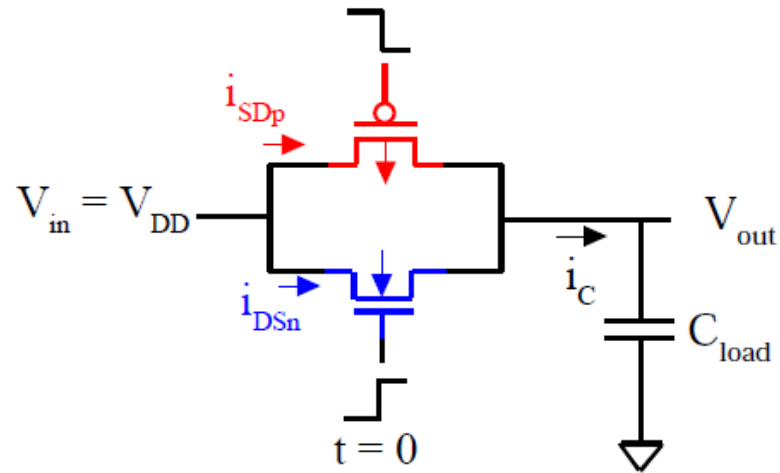 i_SDp
V_in = V_DD
V_out
i_DSn
i_C
C_load
t = 0